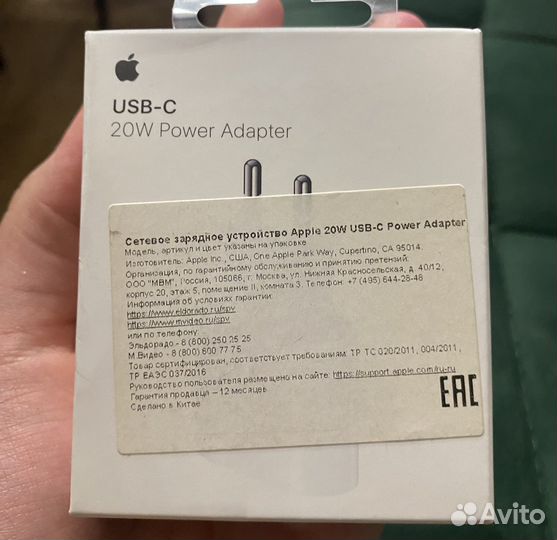 USB-C
20W Power Adapter
Сетевое зарядное устройство Apple 20W USB-C Power Adapter
Модель, артикул и цвет указаны на упаковке
Изготовитель: Apple Inc., США, One Apple Park Way, Cupertino, CA 95014.
Организация, по гарантийному обслуживанию и принятию претензий:
ООО "МВМ", Россия, 105066, г. Москва, ул. Нижняя Красносельская, д. 40/12,
корпус 20, этаж 5, помещение II, комната 3. Телефон: +7 (495) 644-28-48
Информация об условиях гарантии:
https://www.eldorado.ru/spv
https://www.mvideo.ru/spv
или по телефону:
Эльдорадо - 8 (800) 250 25 25
М.Видео - 8 (800) 600 77 75
Товар сертифицирован, соответствует требованиям: ТР ТС 020/2011, 004/2011,
ТР ЕАЭС 037/2016
Руководство пользователя размещено на сайте: https://support.apple.com/ru-ru
Гарантия продавца – 12 месяцев
Сделано в Китае
EAC
Avito